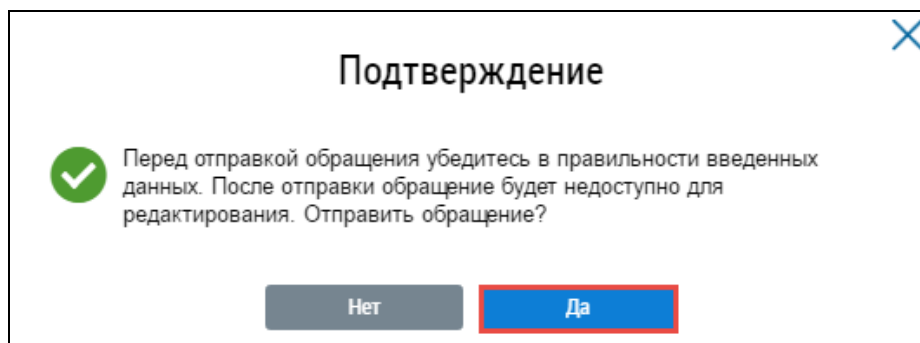 Подтверждение
Перед отправкой обращения убедитесь в правильности введенных
данных. После отправки обращение будет недоступно для
редактирования. Отправить обращение?
Нет
Да